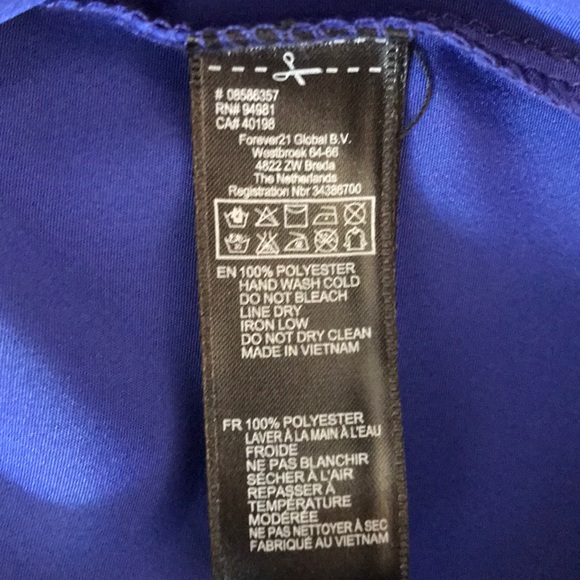 # 08586357
RN# 94981
CA# 40198
Forever21 Global B.V.
Westbroek 64-66
4822 ZW Breda
The Netherlands
Registration Nbr 34386700
EN 100% POLYESTER
HAND WASH COLD
DO NOT BLEACH
LINE DRY
IRON LOW
DO NOT DRY CLEAN
MADE IN VIETNAM
FR 100% POLYESTER
LAVER À LA MAIN À L'EAU
FROIDE
NE PAS BLANCHIR
SÉCHER À L'AIR
REPASSER À
TEMPÉRATURE
MODÉRÉE
NE PAS NETTOYER À SEC
FABRIQUÉ AU VIETNAM